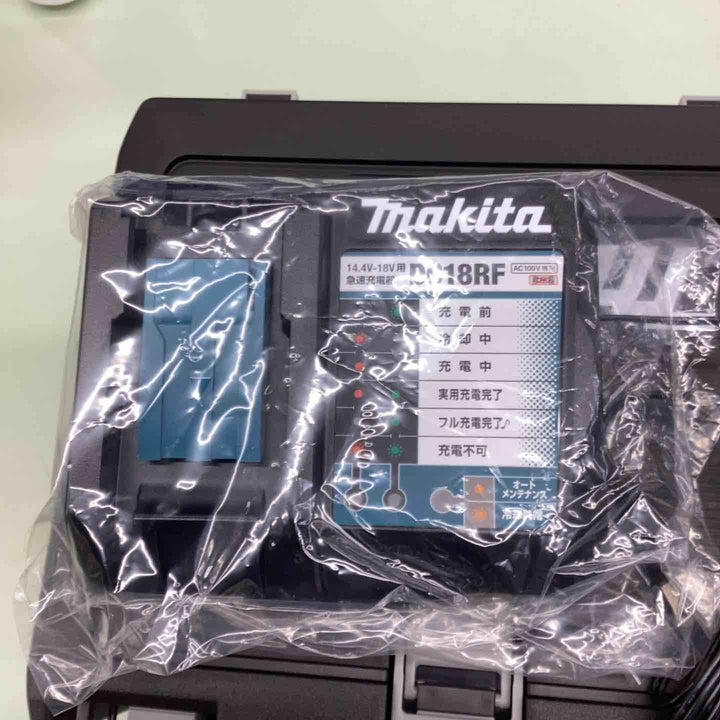 makita
14.4V-18V用
急速充電器
DC18RF
AC100V専用
充電前
冷却中
充電中
実用充電完了
フル充電完了♪
充電不可
オート
メンテナンス